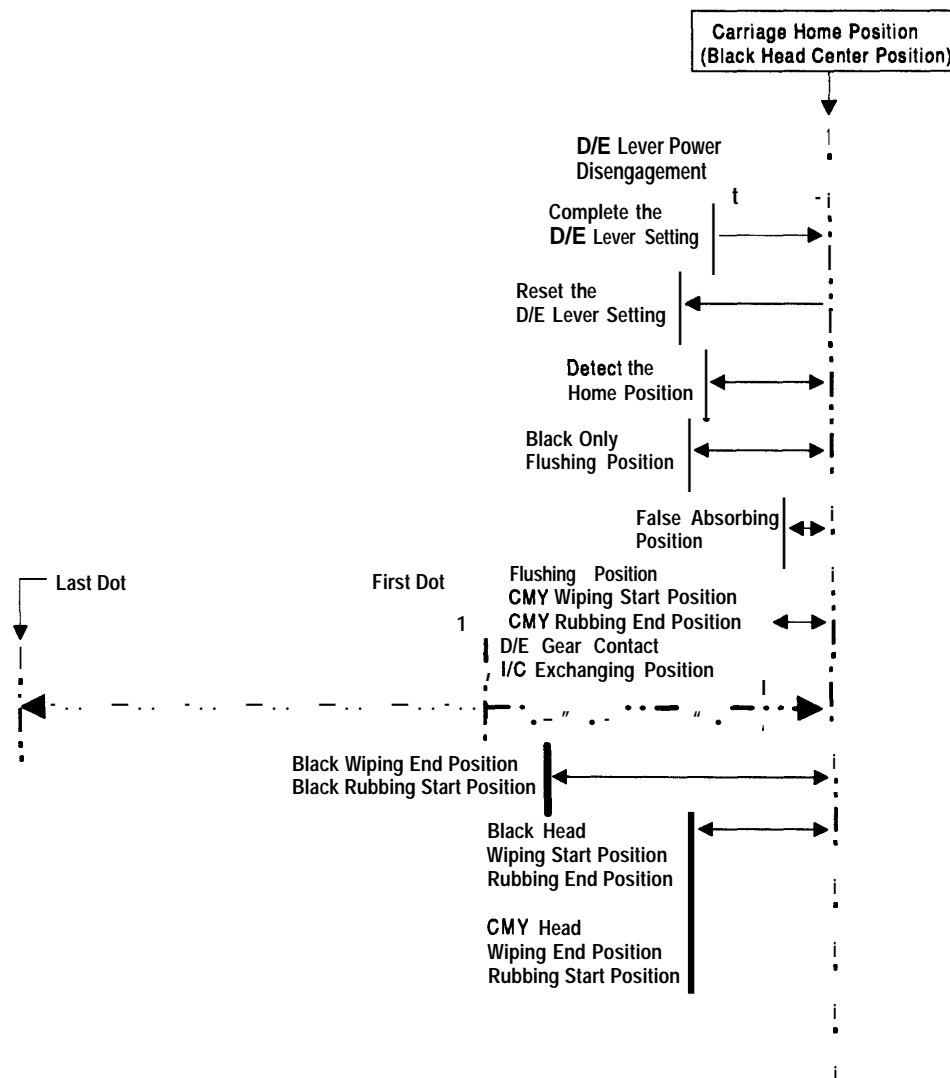 Carriage Home Position
(Black Head Center Position)
D/E Lever Power
Disengagement
Complete the
D/E Lever Setting
Reset the
D/E Lever Setting
Detect the
Home Position
Black Only
Flushing Position
False Absorbing
Position
Last Dot
First Dot
Flushing Position
CMY Wiping Start Position
CMY Rubbing End Position
D/E Gear Contact
I/C Exchanging Position
Black Wiping End Position
Black Rubbing Start Position
Black Head
Wiping Start Position
Rubbing End Position
CMY Head
Wiping End Position
Rubbing Start Position